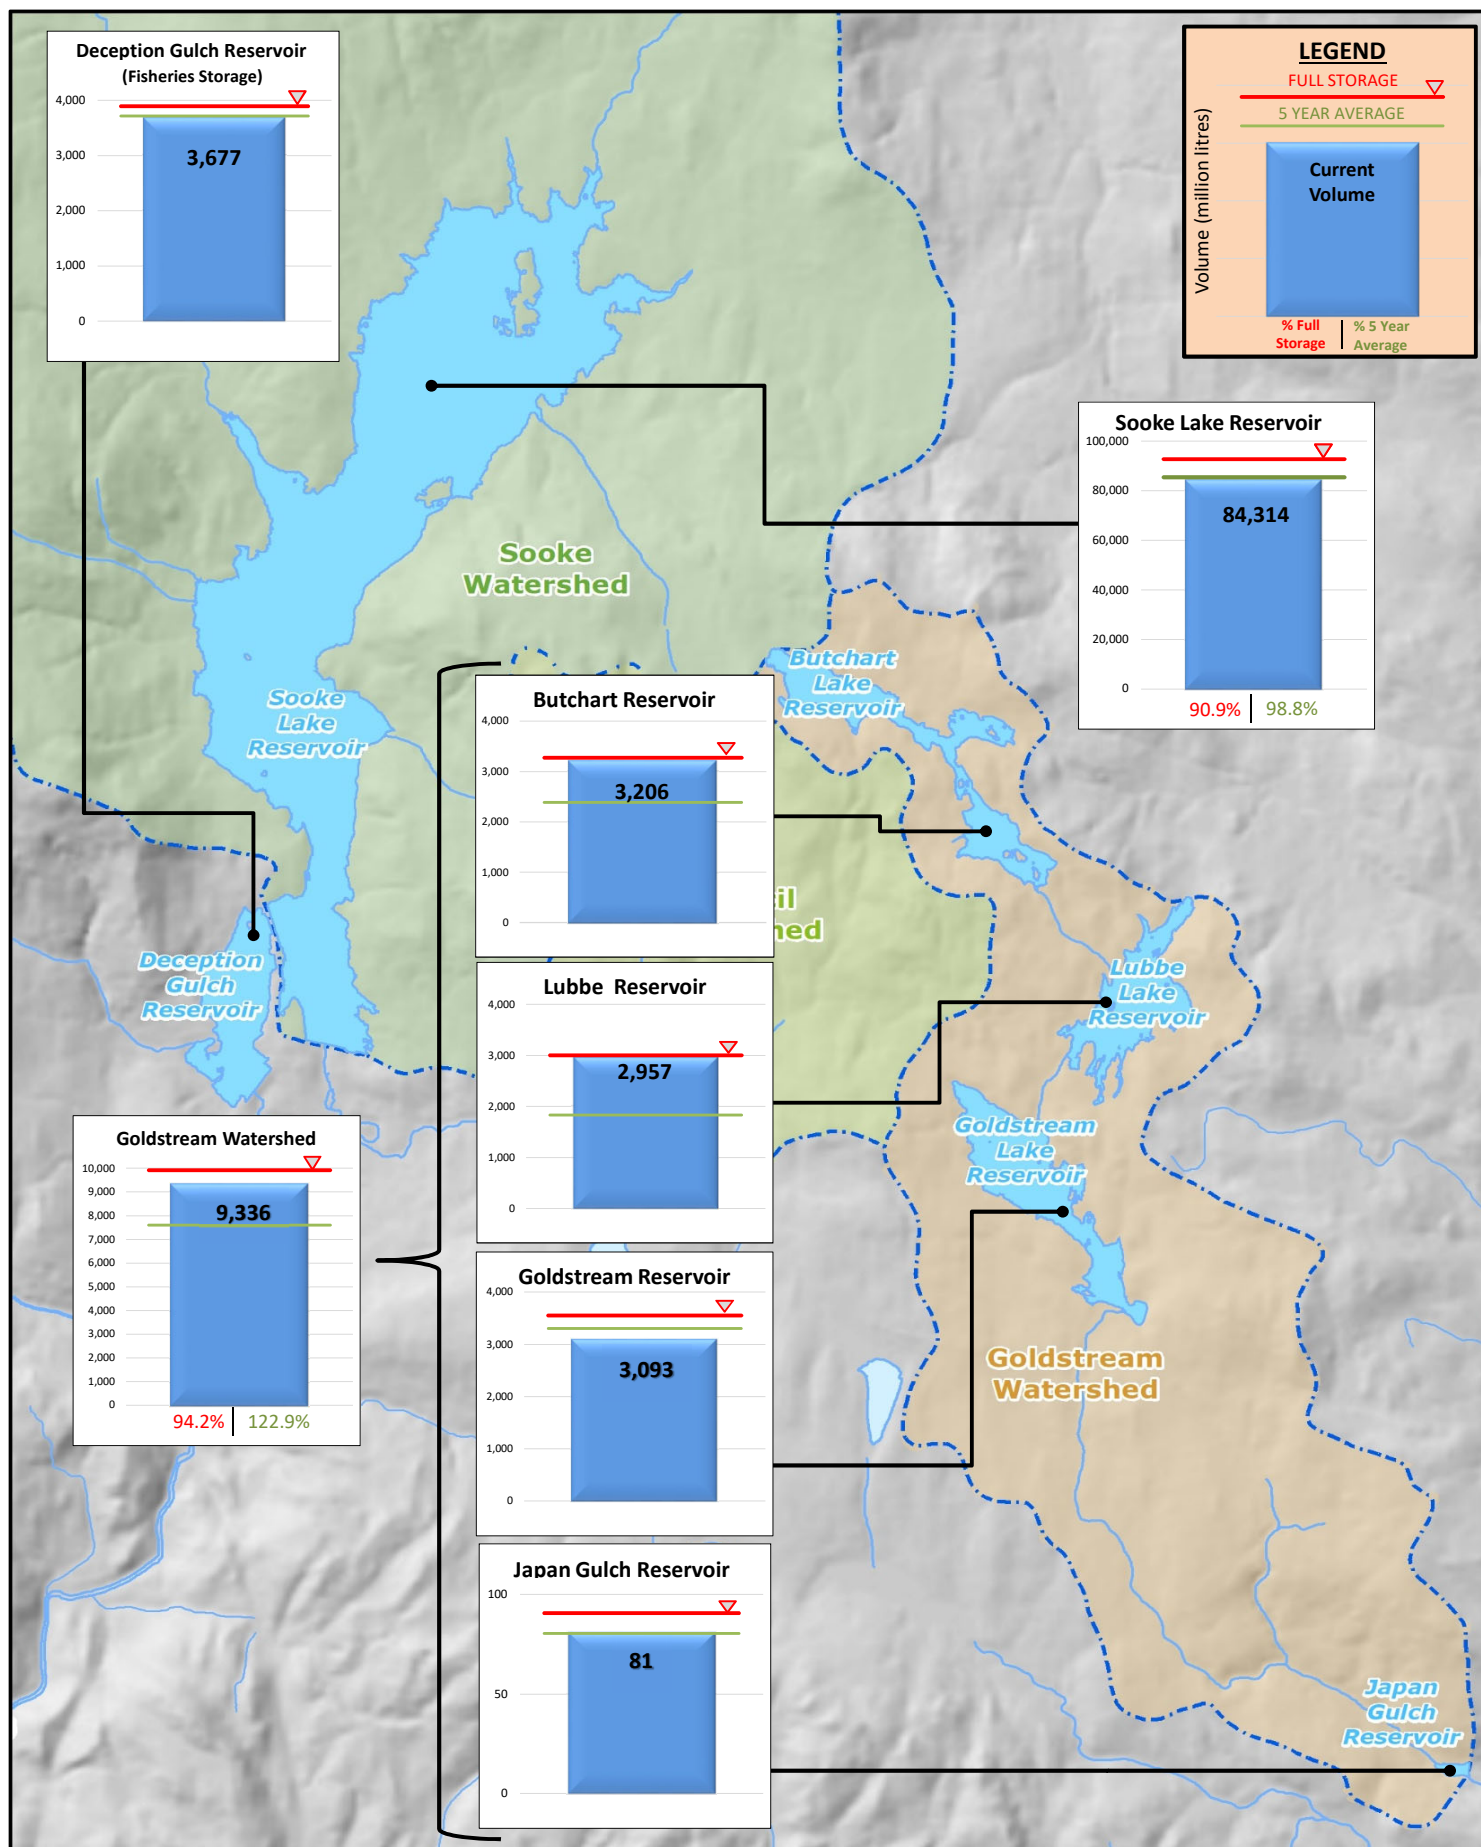 Deception Gulch Reservoir
(Fisheries Storage)
4,000
3,000
2,000
1,000
0
3,677
LEGEND
FULL STORAGE
5 YEAR AVERAGE
Volume (million litres)
Current
Volume
% Full
Storage
% 5 Year
Average
Sooke Lake Reservoir
100,000
80,000
60,000
40,000
20,000
0
84,314
90.9%
98.8%
Sooke
Watershed
Sooke
Lake
Reservoir
Butchart
Lake
Reservoir
Butchart Reservoir
4,000
3,000
2,000
1,000
0
3,206
Deception
Gulch
Reservoir
Lubbe
Lake
Reservoir
Lubbe Reservoir
4,000
3,000
2,000
1,000
0
2,957
Goldstream
Lake
Reservoir
Goldstream Watershed
10,000
9,000
8,000
7,000
6,000
5,000
4,000
3,000
2,000
1,000
0
9,336
94.2%
122.9%
Goldstream Reservoir
4,000
3,000
2,000
1,000
0
3,093
Goldstream
Watershed
Japan Gulch Reservoir
100
50
0
81
Japan
Gulch
Reservoir